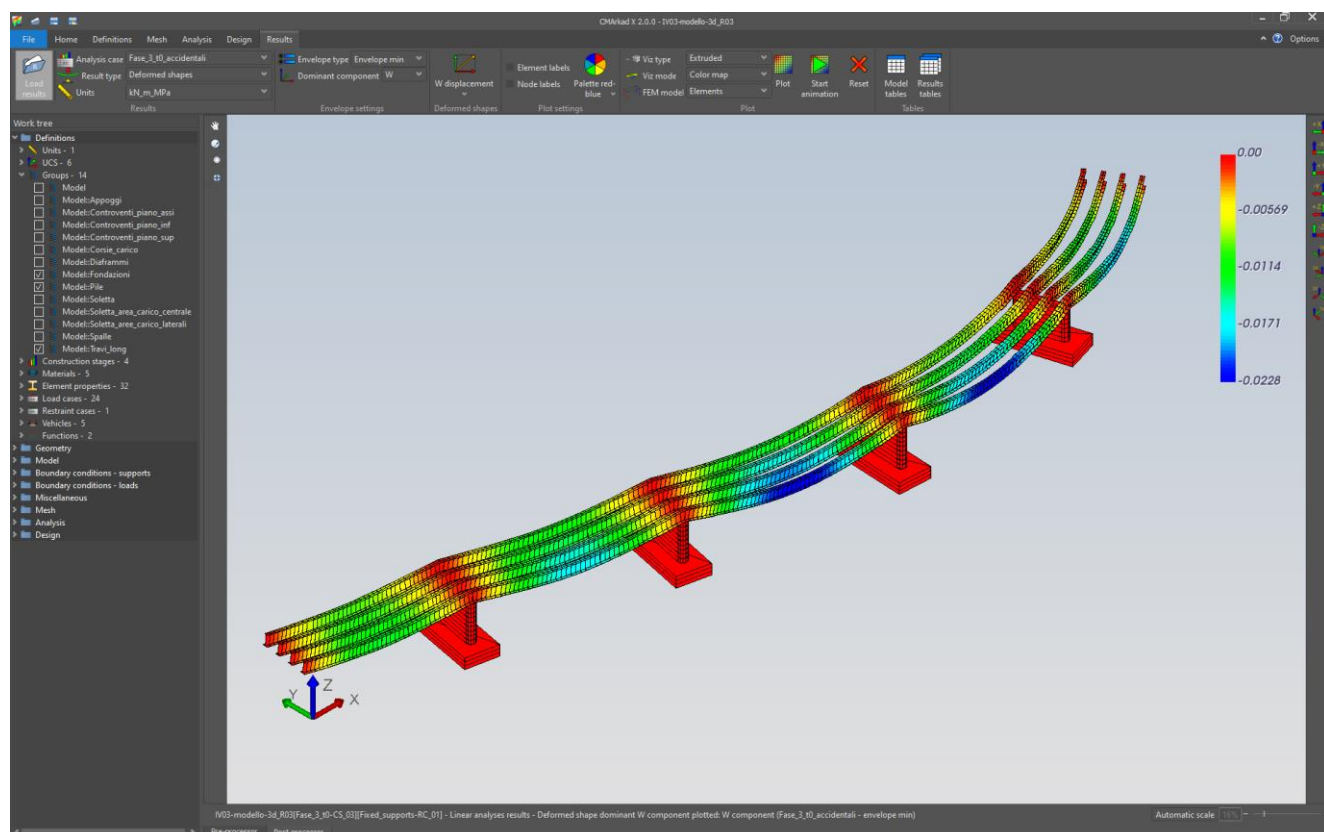 CMArkad X 2.0.0 - IV03-modello-3d_R03
File Home Definitions Mesh Analysis Design Results
Options
Load results
Analysis case Fase_3_t0_accidentali
Result type Deformed shapes
Units kN_m_MPa
Results
Envelope type Envelope min
Dominant component W
Envelope settings
W displacement
Deformed shapes
Element labels
Node labels
Palette red-
blue
Plot settings
Viz type Extruded
Viz mode Color map
FEM model Elements
Plot
Start
animation
Reset
Plot
Model
tables
Results
tables
Tables
Work tree
Definitions
Units - 1
UCS - 6
Groups - 14
Model
Model::Appoggi
Model::Controventi_piano_assi
Model::Controventi_piano_inf
Model::Controventi_piano_sup
Model::Corsie_carico
Model::Diaframmi
Model::Fondazioni
Model::Pile
Model::Soletta
Model::Soletta_area_carico_centrale
Model::Soletta_aree_carico_laterali
Model::Spalle
Model::Travi_long
Construction stages - 4
Materials - 5
Element properties - 32
Load cases - 24
Restraint cases - 1
Vehicles - 5
Functions - 2
Geometry
Model
Boundary conditions - supports
Boundary conditions - loads
Miscellaneous
Mesh
Analysis
Design
0.00
-0.00569
-0.0114
-0.0171
-0.0228
Z
Y
X
IV03-modello-3d_R03[Fase_3_t0-CS_03][Fixed_supports-RC_01] - Linear analyses results - Deformed shape dominant W component plotted: W component (Fase_3_t0_accidentali - envelope min)
Automatic scale 16%